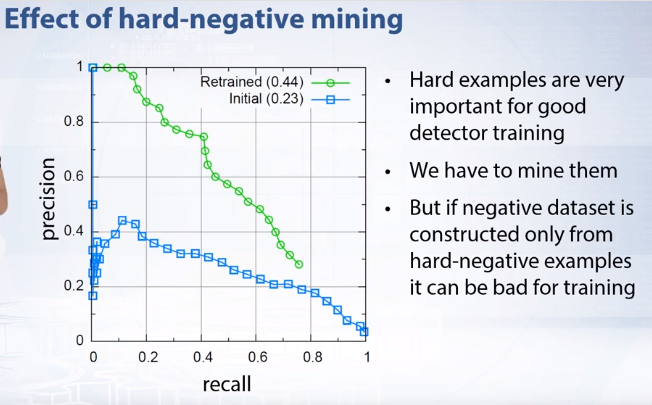 Effect of hard-negative mining
1
0.8
0.6
0.4
0.2
0
precision
Retrained (0.44)
Initial (0.23)
0
0.2
0.4
0.6
0.8
1
recall
• Hard examples are very
important for good
detector training
• We have to mine them
• But if negative dataset is
constructed only from
hard-negative examples
it can be bad for training